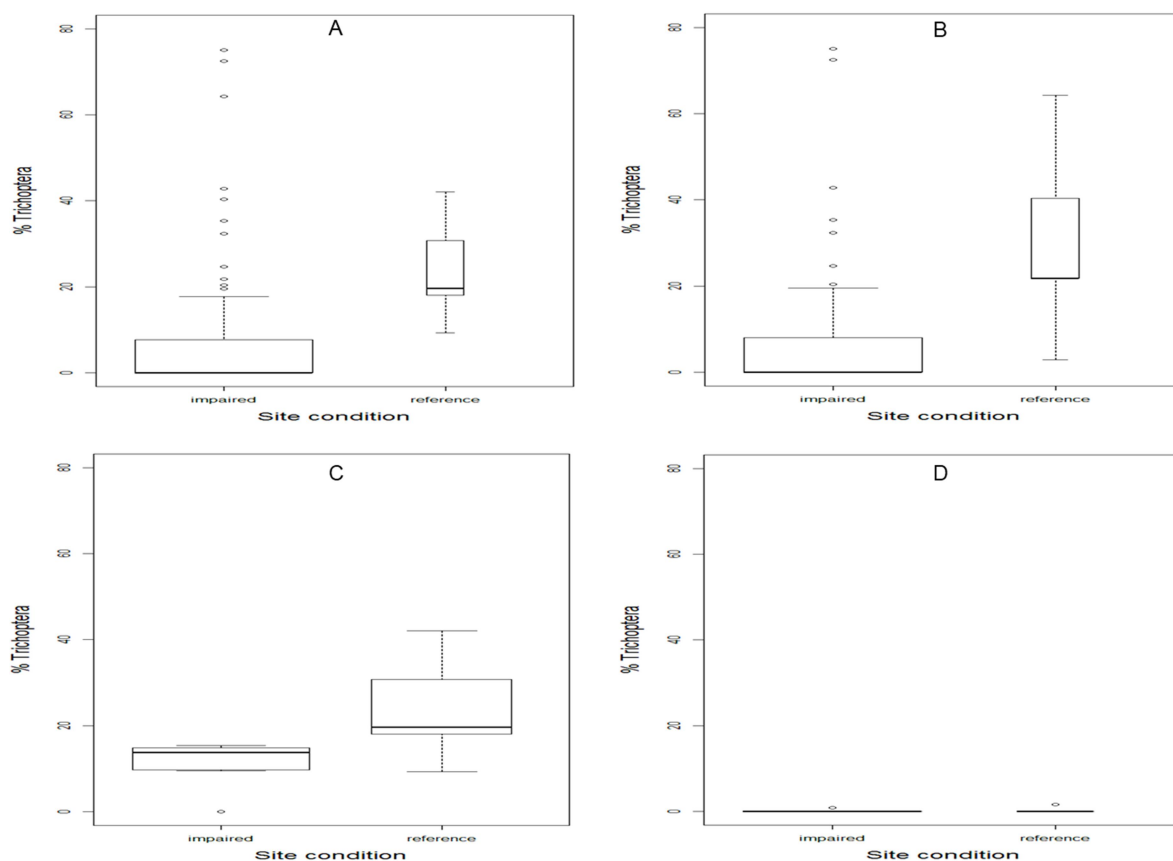 A
80
60
40
20
0
% Trichoptera
impaired reference
Site condition
B
80
60
40
20
0
% Trichoptera
impaired reference
Site condition
C
80
60
40
20
0
% Trichoptera
impaired reference
Site condition
D
80
60
40
20
0
% Trichoptera
impaired reference
Site condition